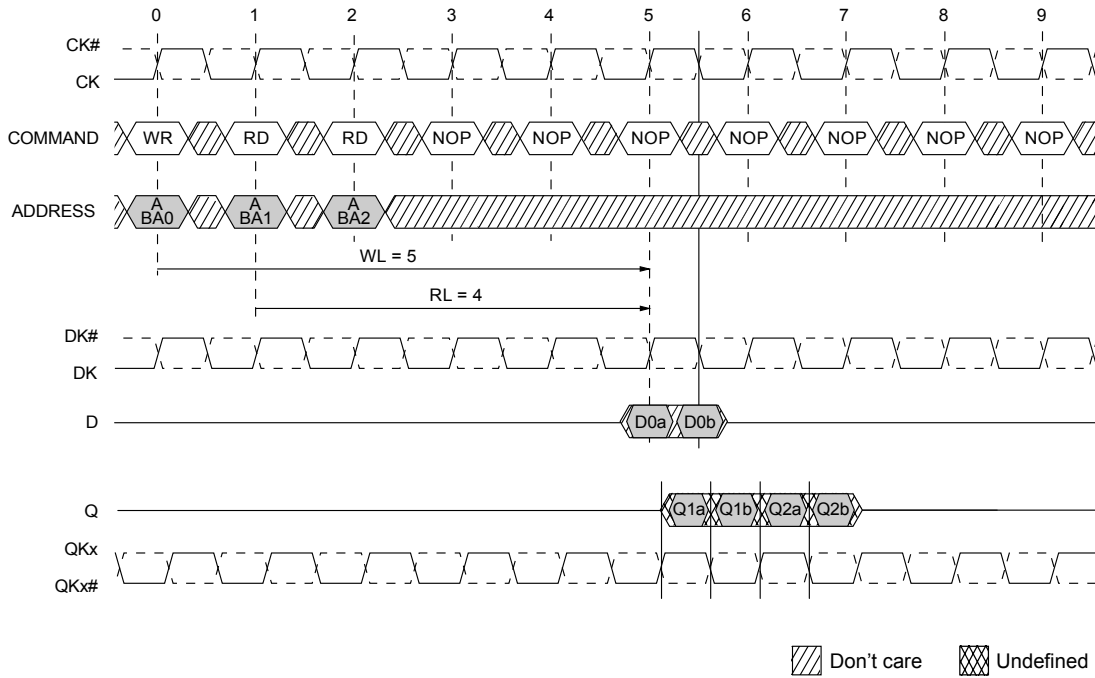 0 1 2 3 4 5 6 7 8 9
CK#
CK
COMMAND WR RD RD NOP NOP NOP NOP NOP NOP NOP
ADDRESS A BA0 A BA1 A BA2
WL = 5
RL = 4
DK#
DK
D D0a D0b
Q Q1a Q1b Q2a Q2b
QKx
QKx#
Don't care Undefined